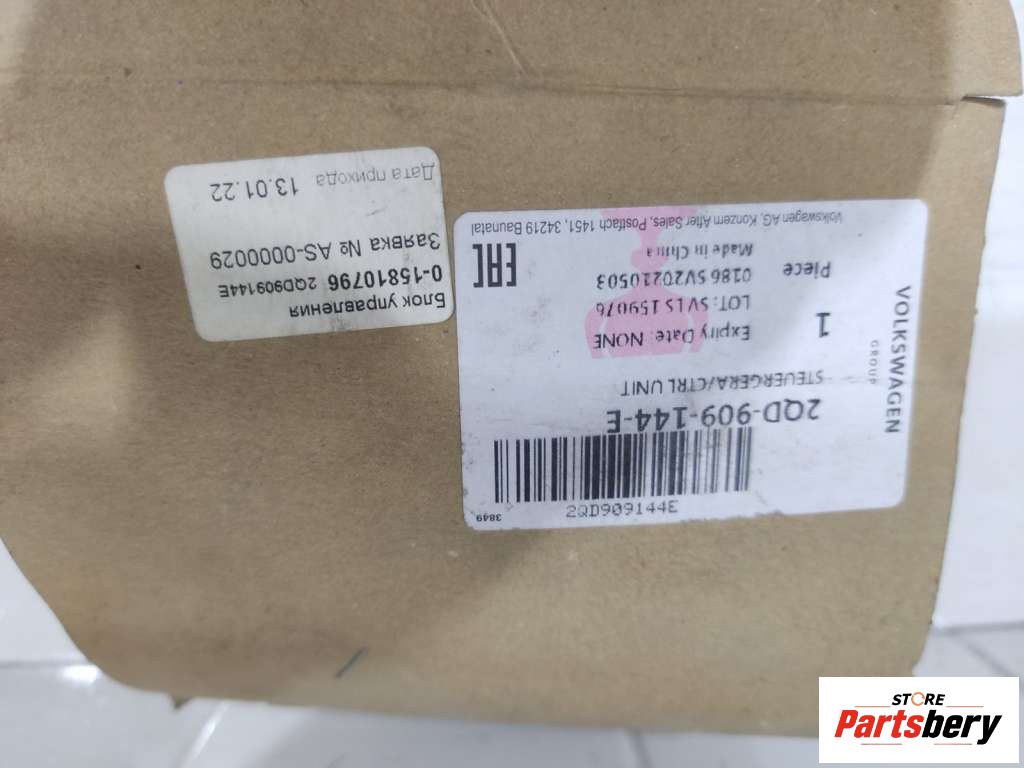 Блок управления
0-15810796 2QD909144E
Заявка № AS-0000029
Дата прихода 13.01.22
2QD909144E
3849
2QD-909-144-E
STEUERGERA/CTRL UNIT
VOLKSWAGEN
GROUP
1
Piece
Expiry Date: NONE
LOT: SVLS 159076
0186 SV20210503
Made in China
EAC
Volkswagen AG, Konzern After Sales, Postfach 1451, 34219 Baunatal
STORE
Partsbery